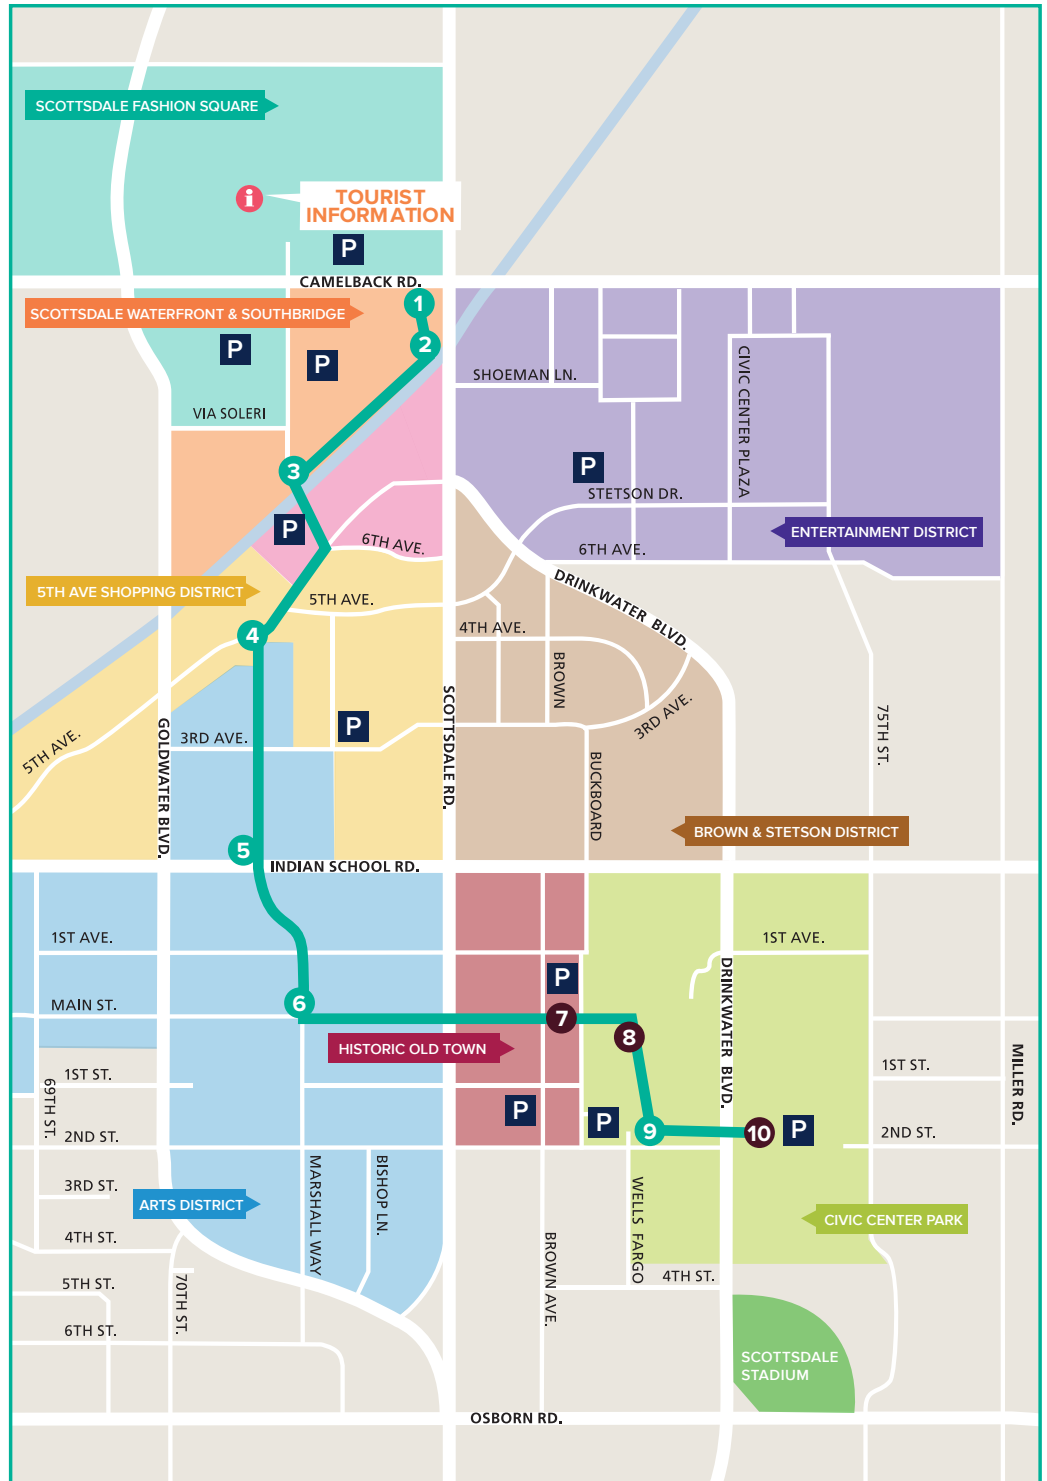 SCOTTSDALE FASHION SQUARE
i
TOURIST
INFORMATION
P
CAMELBACK RD.
1
SCOTTSDALE WATERFRONT & SOUTHBRIDGE
2
P
P
SHOEMAN LN.
CIVIC CENTER PLAZA
VIA SOLERI
3
P
STETSON DR.
P
6TH AVE.
ENTERTAINMENT DISTRICT
6TH AVE.
DRINKWATER BLVD.
5TH AVE SHOPPING DISTRICT
5TH AVE.
4
4TH AVE.
BROWN
SCOTTSDALE RD.
3RD AVE.
75TH ST.
P
GOLDWATER BLVD.
3RD AVE.
5TH AVE.
BUCKBOARD
BROWN & STETSON DISTRICT
5
INDIAN SCHOOL RD.
1ST AVE.
1ST AVE.
DRINKWATER BLVD.
P
MAIN ST.
6
7
8
HISTORIC OLD TOWN
MILLER RD.
1ST ST.
1ST ST.
69TH ST.
P
P
9
10
P
2ND ST.
2ND ST.
3RD ST.
ARTS DISTRICT
MARSHALL WAY
BISHOP LN.
WELLS FARGO
CIVIC CENTER PARK
4TH ST.
BROWN AVE.
5TH ST.
70TH ST.
4TH ST.
6TH ST.
SCOTTSDALE
STADIUM
OSBORN RD.